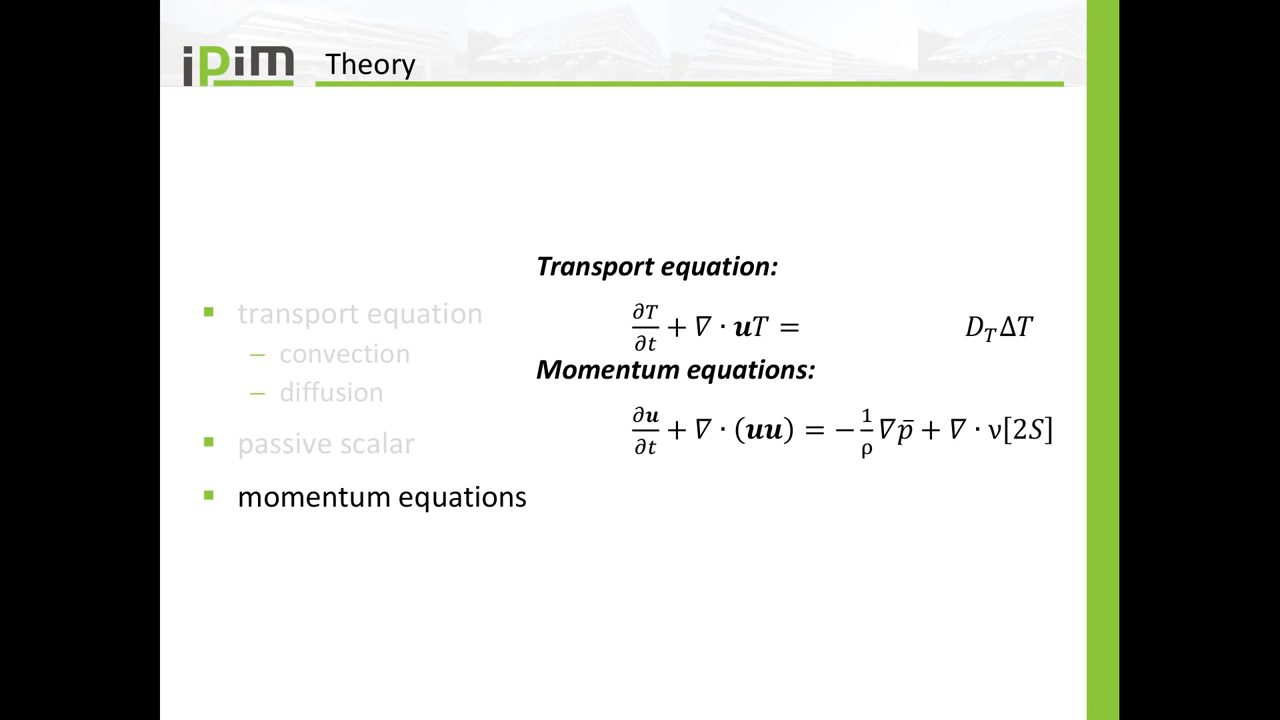 iPim
Theory
Transport equation:
∂T/∂t + ∇ · uT = D_T ΔT
Momentum equations:
∂u/∂t + ∇ · (uu) = −1/ρ ∇p̄ + ∇ · ν[2S]
▪ transport equation
– convection
– diffusion
▪ passive scalar
▪ momentum equations